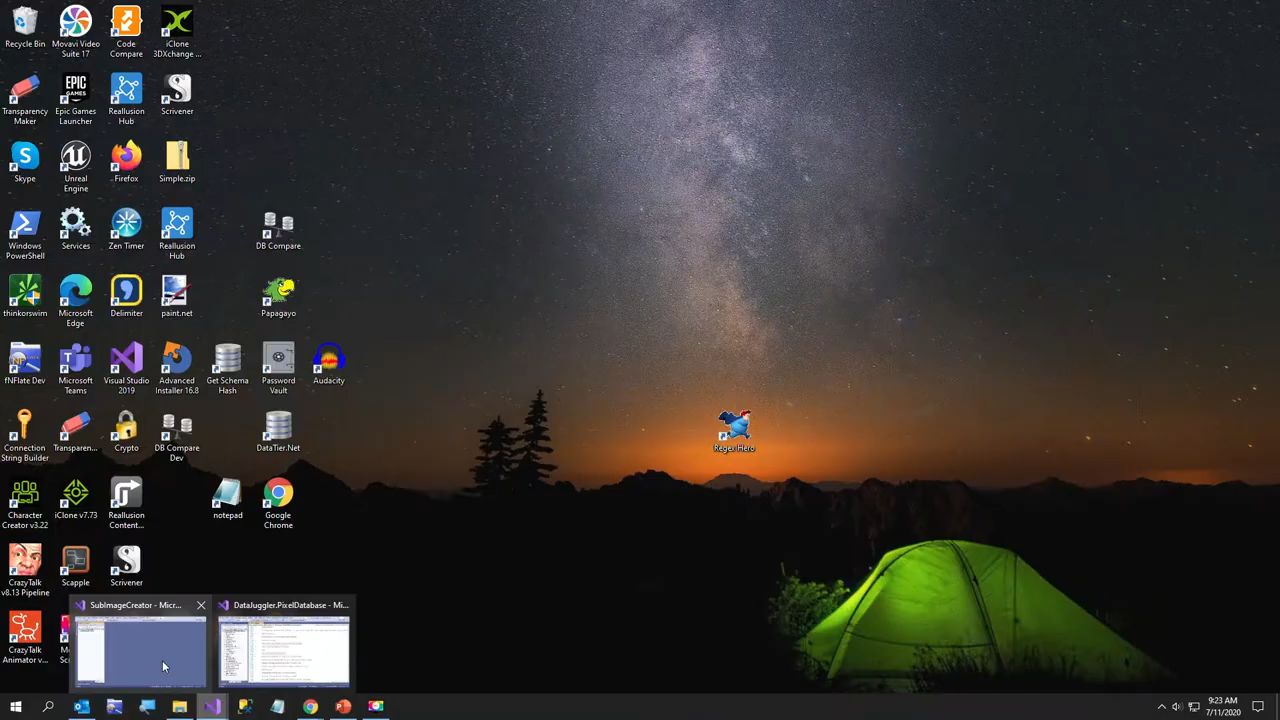 Recycle Bin
Movavi Video
Suite 17
Code
Compare
iClone
3DXchange ...
Transparency
Maker
EPIC
GAMES
Epic Games
Launcher
Reallusion
Hub
Scrivener
Skype
Unreal
Engine
Firefox
Simple.zip
Windows
PowerShell
Services
Zen Timer
Reallusion
Hub
DB Compare
thinkorswim
Microsoft
Edge
Delimiter
paint.net
Papagayo
fNFlate Dev
Microsoft
Teams
Visual Studio
2019
Advanced
Installer 16.8
Get Schema
Hash
Password
Vault
Audacity
Connection
String Builder
Transparen...
Crypto
DB Compare
Dev
DataTier.Net
Regex Hero
Character
Creator v3.22
iClone v7.73
Reallusion
Content...
notepad
Google
Chrome
CrazyTalk
v8.13 Pipeline
Scapple
Scrivener
SubImageCreator - Micr...
DataJuggler.PixelDatabase - Mi...
9:23 AM
7/11/2020